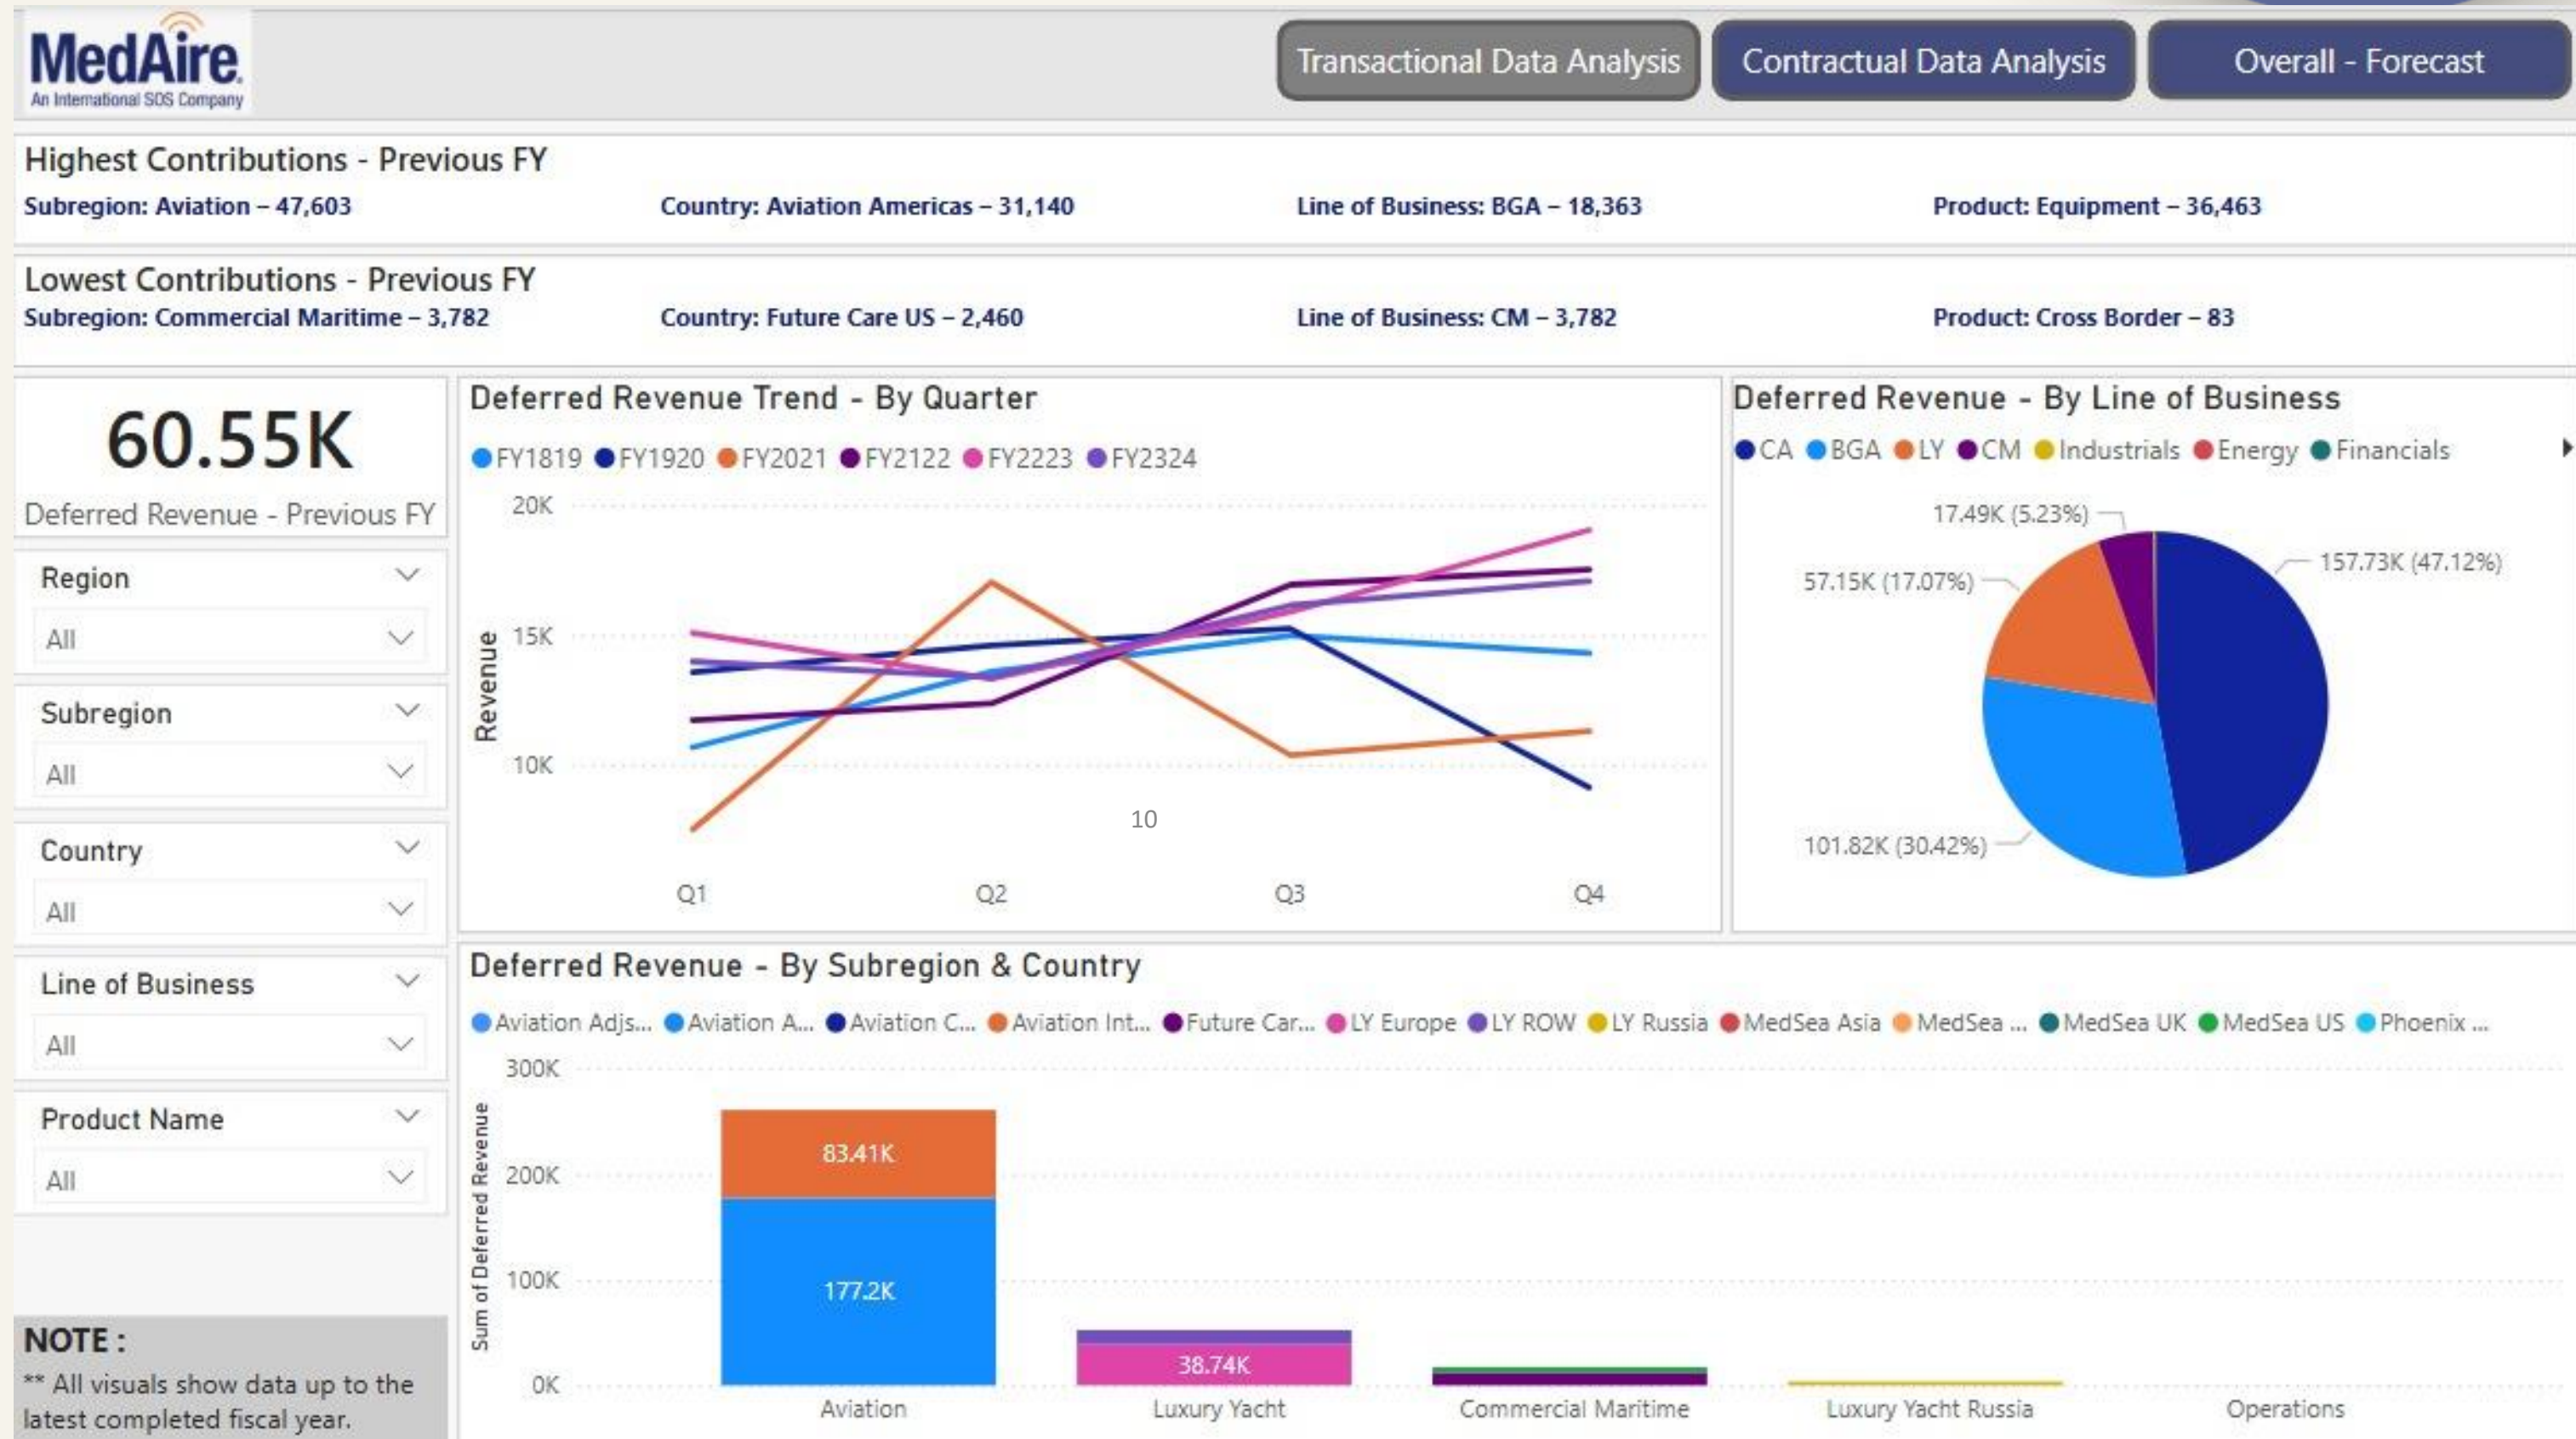 MedAire
An International SOS Company
Transactional Data Analysis
Contractual Data Analysis
Overall - Forecast
Highest Contributions - Previous FY
Subregion: Aviation – 47,603
Country: Aviation Americas – 31,140
Line of Business: BGA – 18,363
Product: Equipment – 36,463
Lowest Contributions - Previous FY
Subregion: Commercial Maritime – 3,782
Country: Future Care US – 2,460
Line of Business: CM – 3,782
Product: Cross Border – 83
60.55K
Deferred Revenue - Previous FY
Region
All
Subregion
All
Country
All
Line of Business
All
Product Name
All
NOTE :
** All visuals show data up to the
latest completed fiscal year.
Deferred Revenue Trend - By Quarter
FY1819 FY1920 FY2021 FY2122 FY2223 FY2324
Revenue
20K
15K
10K
10
Q1 Q2 Q3 Q4
Deferred Revenue - By Line of Business
CA BGA LY CM Industrials Energy Financials
17.49K (5.23%)
157.73K (47.12%)
57.15K (17.07%)
101.82K (30.42%)
Deferred Revenue - By Subregion & Country
Aviation Adjs... Aviation A... Aviation C... Aviation Int... Future Car... LY Europe LY ROW LY Russia MedSea Asia MedSea ... MedSea UK MedSea US Phoenix ...
Sum of Deferred Revenue
300K
200K
100K
0K
83.41K
177.2K
38.74K
Aviation Luxury Yacht Commercial Maritime Luxury Yacht Russia Operations